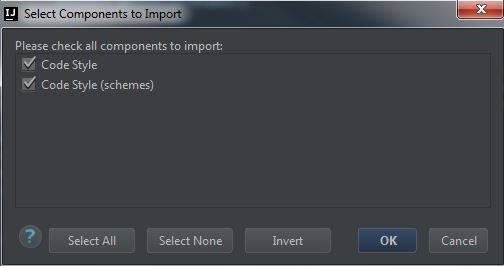 IJ Select Components to Import
Please check all components to import:
Code Style
Code Style (schemes)
? Select All Select None Invert OK Cancel